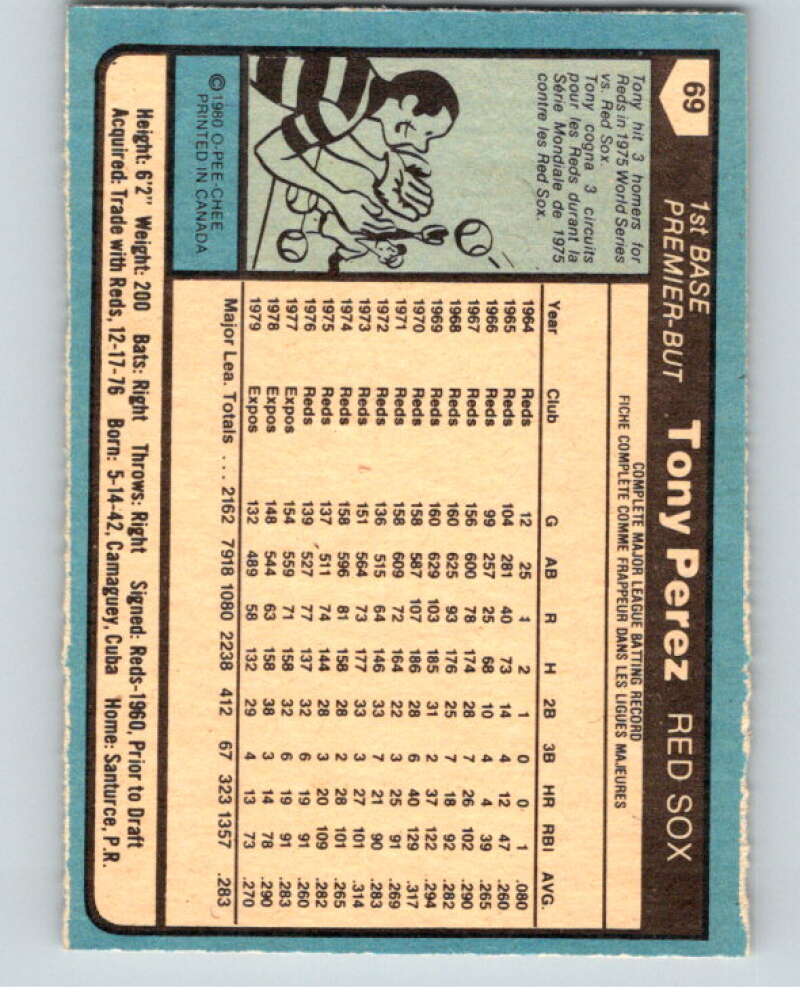 69
1st BASE
PREMIER-BUT
Tony Perez RED SOX
Tony hit 3 homers for
Reds in 1975 World Series
vs. Red Sox.
Tony cogna 3 circuits
pour les Reds durant la
Série Mondiale de 1975
contre les Red Sox.
©1980 O-PEE-CHEE
PRINTED IN CANADA
COMPLETE MAJOR LEAGUE BATTING RECORD
FICHE COMPLETE COMME FRAPPEUR DANS LES LIGUES MAJEURES
Year Club G AB R H 2B 3B HR RBI AVG.
1964 Reds 12 25 1 2 1 0 0 1 .080
1965 Reds 104 281 40 73 14 4 12 47 .260
1966 Reds 99 257 25 68 10 4 4 39 .265
1967 Reds 156 600 78 174 28 7 26 102 .290
1968 Reds 160 625 93 176 25 7 18 92 .282
1969 Reds 160 629 103 185 31 2 37 122 .294
1970 Reds 158 587 107 186 28 6 40 129 .317
1971 Reds 158 609 72 164 22 3 25 91 .269
1972 Reds 136 515 64 146 33 7 21 90 .283
1973 Reds 151 564 73 177 33 3 27 101 .314
1974 Reds 158 596 81 158 28 2 28 101 .265
1975 Reds 137 511 74 144 28 3 20 109 .282
1976 Reds 139 527 77 137 32 6 19 91 .260
1977 Expos 154 559 71 158 32 6 19 91 .283
1978 Expos 148 544 63 158 38 3 14 78 .290
1979 Expos 132 489 58 132 29 4 13 73 .270
Major Lea. Totals ... 2162 7918 1080 2238 412 67 323 1357 .283
Height: 6'2" Weight: 200 Bats: Right Throws: Right Signed: Reds-1960, Prior to Draft
Acquired: Trade with Reds, 12-17-76 Born: 5-14-42, Camaguey, Cuba Home: Santurce, P.R.